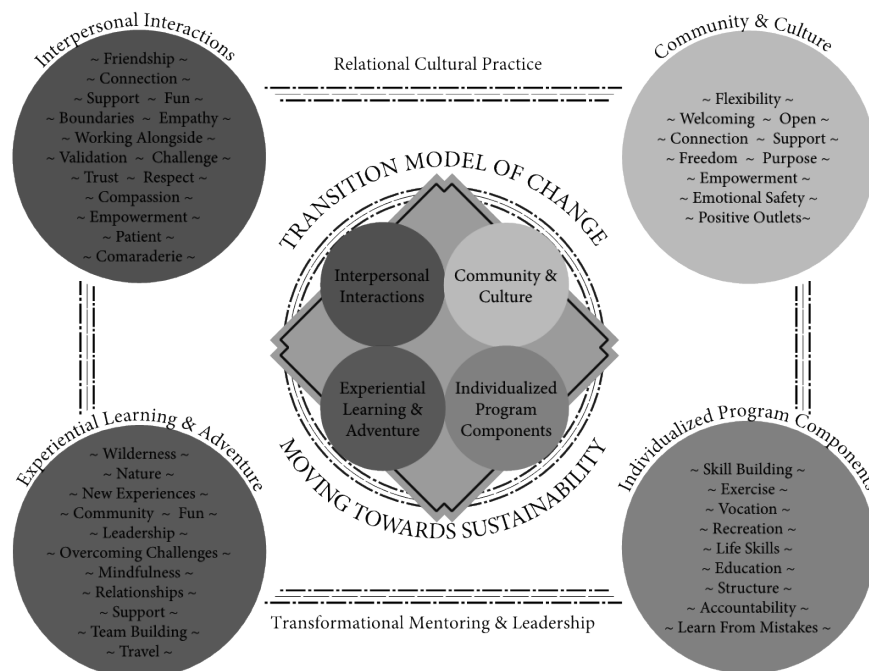 Interpersonal Interactions
~ Friendship ~
~ Connection ~
~ Support ~ Fun ~
~ Boundaries ~ Empathy ~
~ Working Alongside ~
~ Validation ~ Challenge ~
~ Trust ~ Respect ~
~ Compassion ~
~ Empowerment ~
~ Patient ~
~ Comaraderie ~
Relational Cultural Practice
Community & Culture
~ Flexibility ~
~ Welcoming ~ Open ~
~ Connection ~ Support ~
~ Freedom ~ Purpose ~
~ Empowerment ~
~ Emotional Safety ~
~ Positive Outlets~
TRANSITION MODEL OF CHANGE
Interpersonal
Interactions
Community &
Culture
Experiential
Learning &
Adventure
Individualized
Program
Components
MOVING TOWARDS SUSTAINABILITY
Experiential Learning & Adventure
~ Wilderness ~
~ Nature ~
~ New Experiences ~
~ Community ~ Fun ~
~ Leadership ~
~ Overcoming Challenges ~
~ Mindfulness ~
~ Relationships ~
~ Support ~
~ Team Building ~
~ Travel ~
Individualized Program Components
~ Skill Building ~
~ Exercise ~
~ Vocation ~
~ Recreation ~
~ Life Skills ~
~ Education ~
~ Structure ~
~ Accountability ~
~ Learn From Mistakes ~
Transformational Mentoring & Leadership